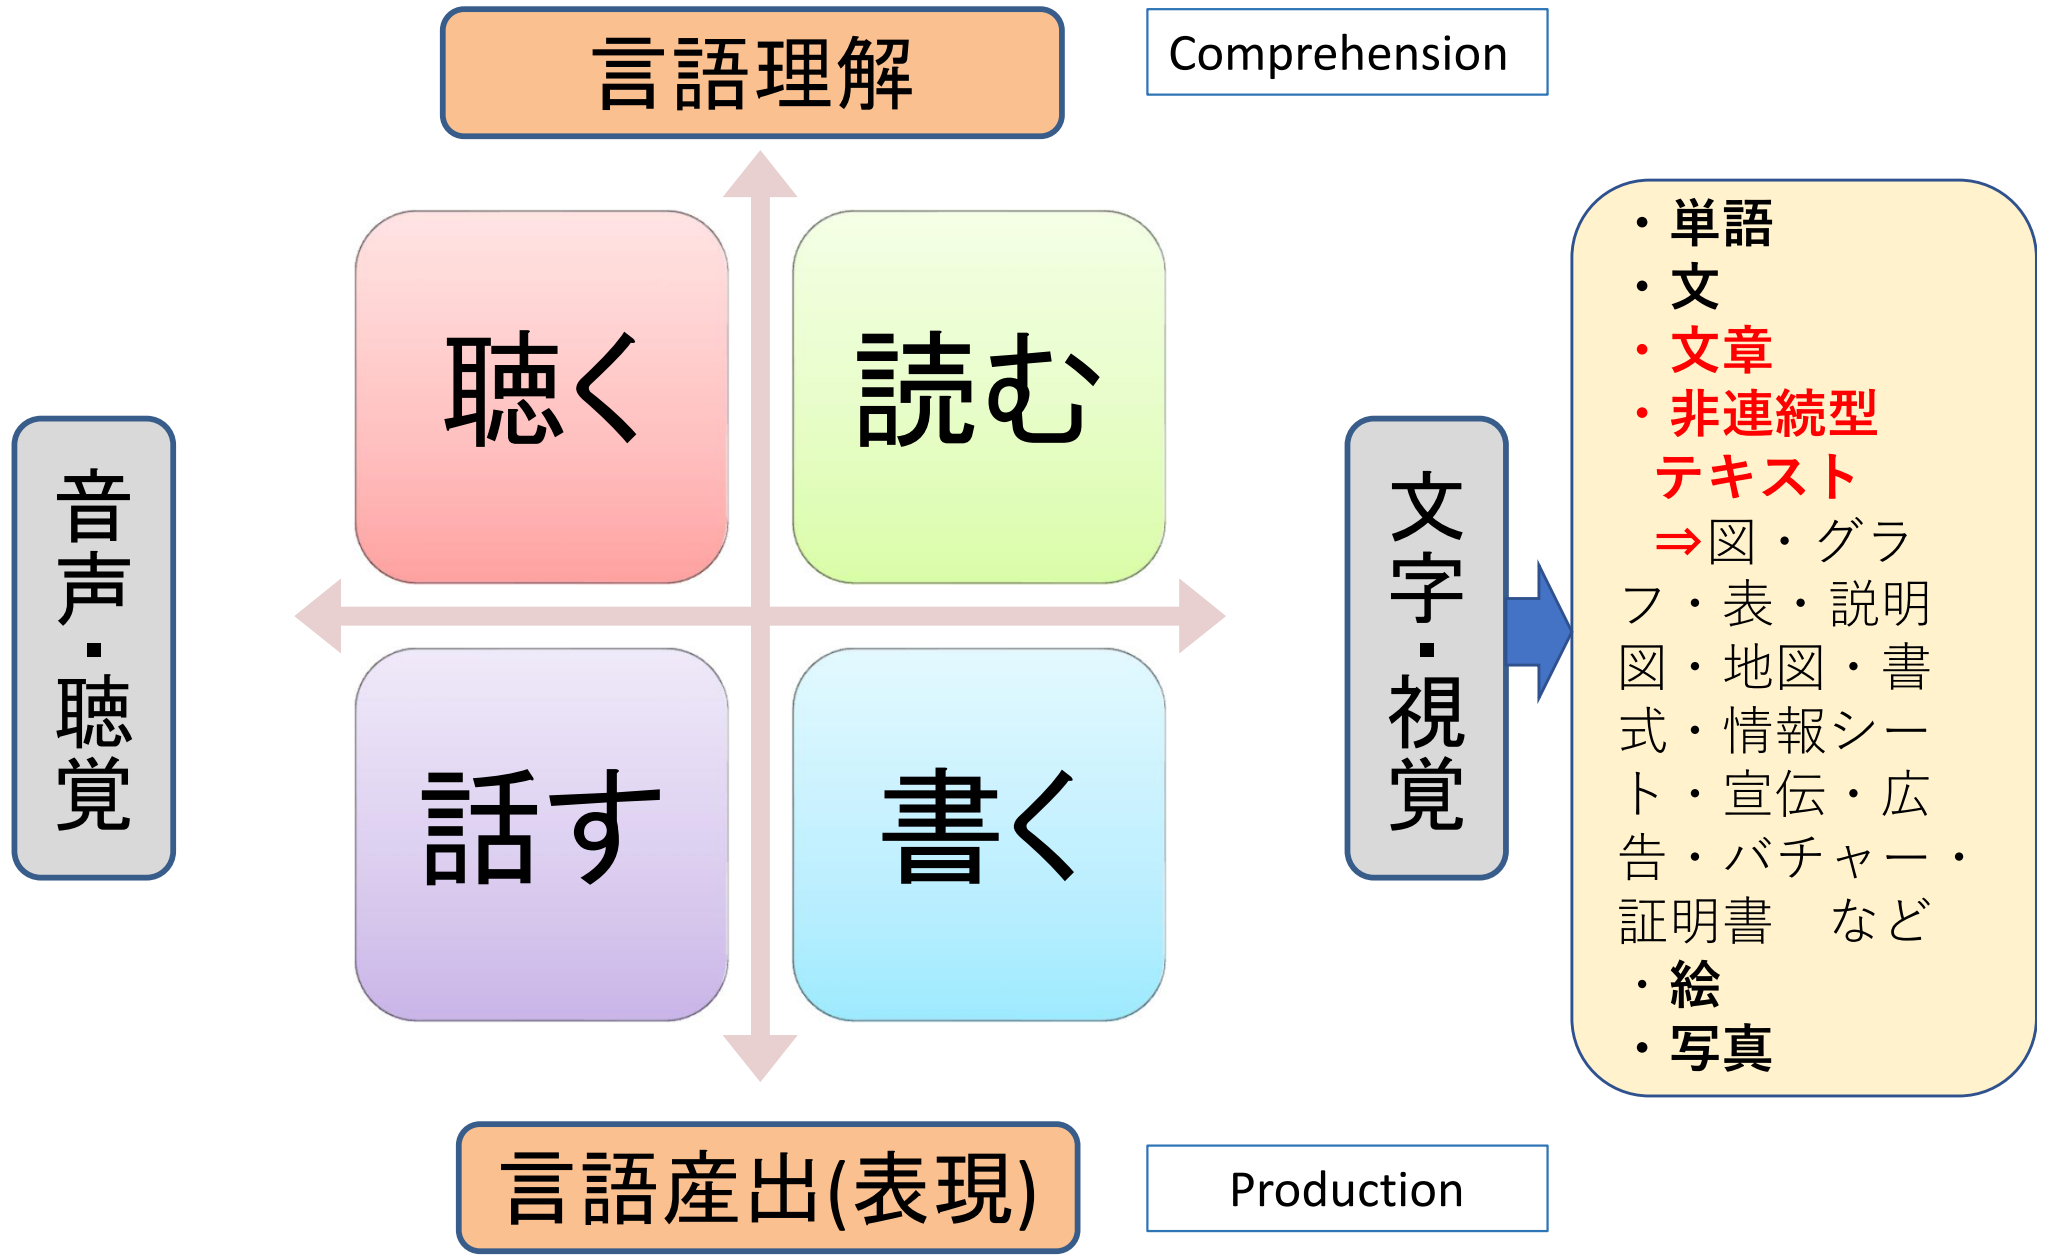 言語理解
Comprehension
聴く
読む
音声・聴覚
文字・視覚
話す
書く
・単語
・文
・文章
・非連続型
テキスト
⇒図・グラ
フ・表・説明
図・地図・書
式・情報シー
ト・宣伝・広
告・バチャー・
証明書　など
・絵
・写真
言語産出(表現)
Production